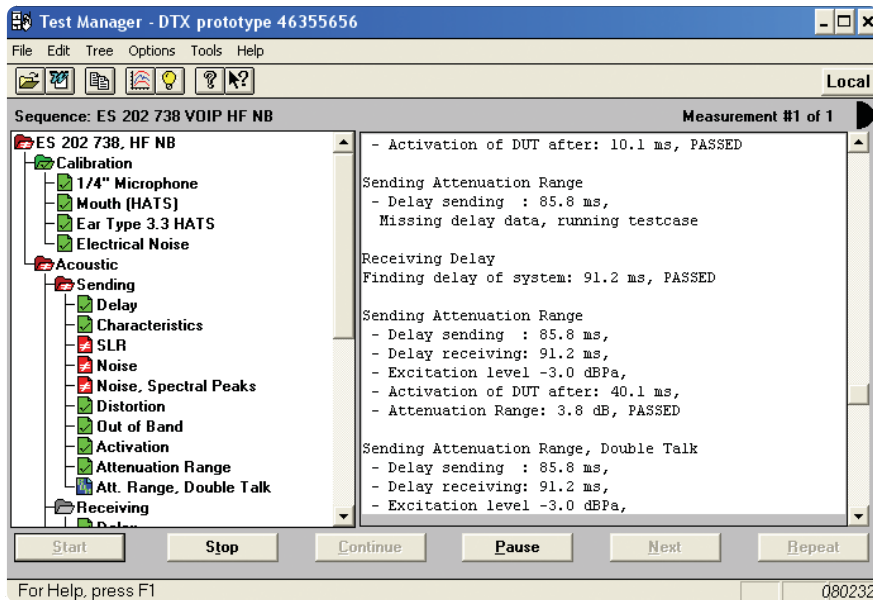 Test Manager - DTX prototype 46355656
File Edit Tree Options Tools Help
Local
Sequence: ES 202 738 VOIP HF NB
Measurement #1 of 1
ES 202 738, HF NB
Calibration
1/4" Microphone
Mouth (HATS)
Ear Type 3.3 HATS
Electrical Noise
Acoustic
Sending
Delay
Characteristics
SLR
Noise
Noise, Spectral Peaks
Distortion
Out of Band
Activation
Attenuation Range
Att. Range, Double Talk
Receiving
Delay
- Activation of DUT after: 10.1 ms, PASSED
Sending Attenuation Range
- Delay sending : 85.8 ms,
Missing delay data, running testcase
Receiving Delay
Finding delay of system: 91.2 ms, PASSED
Sending Attenuation Range
- Delay sending : 85.8 ms,
- Delay receiving: 91.2 ms,
- Excitation level -3.0 dBPa,
- Activation of DUT after: 40.1 ms,
- Attenuation Range: 3.8 dB, PASSED
Sending Attenuation Range, Double Talk
- Delay sending : 85.8 ms,
- Delay receiving: 91.2 ms,
- Excitation level -3.0 dBPa,
Start Stop Continue Pause Next Repeat
For Help, press F1
080232